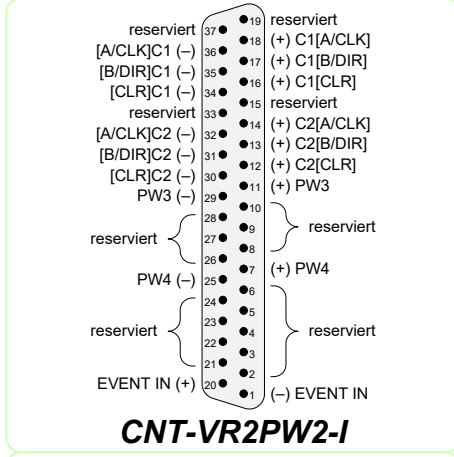 reserviert 37 19 reserviert
[A/CLK]C1 (–) 36 18 (+) C1[A/CLK]
[B/DIR]C1 (–) 35 17 (+) C1[B/DIR]
[CLR]C1 (–) 34 16 (+) C1[CLR]
reserviert 33 15 reserviert
[A/CLK]C2 (–) 32 14 (+) C2[A/CLK]
[B/DIR]C2 (–) 31 13 (+) C2[B/DIR]
[CLR]C2 (–) 30 12 (+) C2[CLR]
PW3 (–) 29 11 (+) PW3
28 10
reserviert 27 9 reserviert
26 8
PW4 (–) 25 7 (+) PW4
24 6
23 5
reserviert 22 4 reserviert
21 3
2
EVENT IN (+) 20 1 (–) EVENT IN
CNT-VR2PW2-I